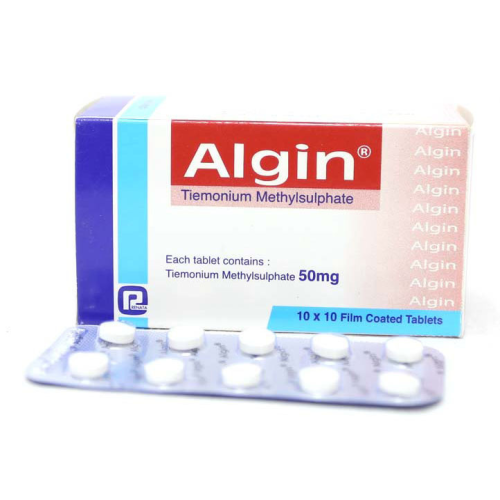 Algin®
Tiemonium Methylsulphate
Each tablet contains :
Tiemonium Methylsulphate 50mg
10 x 10 Film Coated Tablets
RENATA
Algin
Algin
Algin
Algin
Algin
Algin
Algin
Algin
Algin